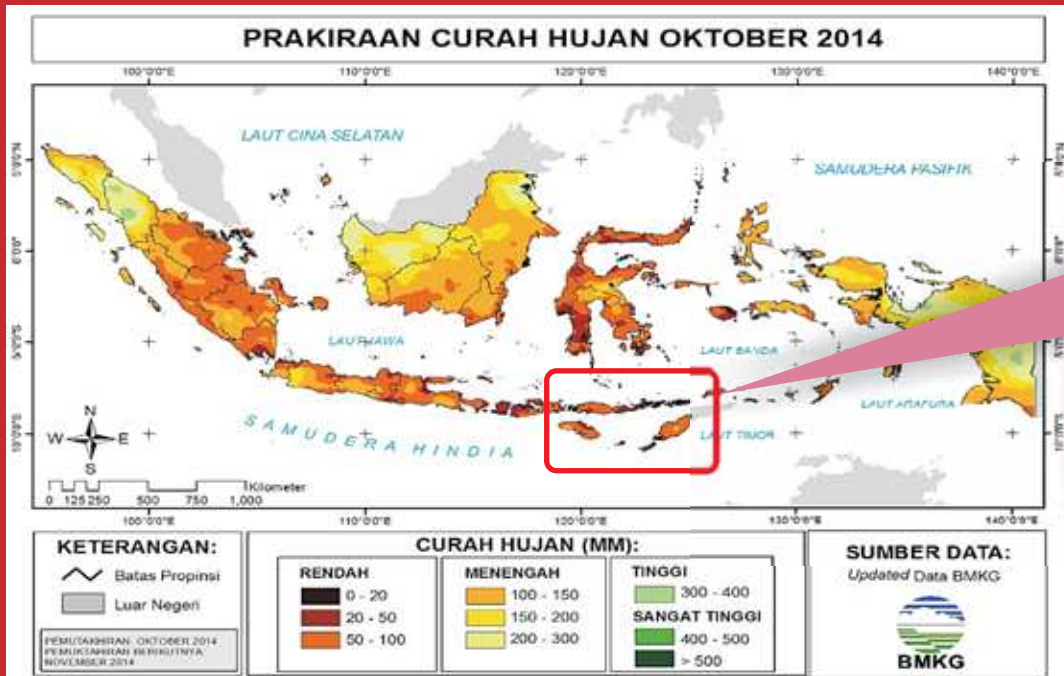 PRAKIRAAN CURAH HUJAN OKTOBER 2014
100°0'0"E 110°0'0"E 120°0'0"E 130°0'0"E 140°0'0"E
LAUT CINA SELATAN
SAMUDERA PASIFIK
LAUT JAWA
LAUT BANDA
LAUT ARAFURA
LAUT TIMOR
SAMUDERA HINDIA
N
W E
S
Kilometer
0 125 250 500 750 1,000
100°0'0"E 110°0'0"E 120°0'0"E 130°0'0"E 140°0'0"E
KETERANGAN:
Batas Propinsi
Luar Negeri
PEMUTAKHIRAN: OKTOBER 2014
PEMUKTAHIRAN BERIKUTNYA
NOVEMBER 2014
CURAH HUJAN (MM):
RENDAH
0 - 20
20 - 50
50 - 100
MENENGAH
100 - 150
150 - 200
200 - 300
TINGGI
300 - 400
SANGAT TINGGI
400 - 500
> 500
SUMBER DATA:
Updated Data BMKG
BMKG